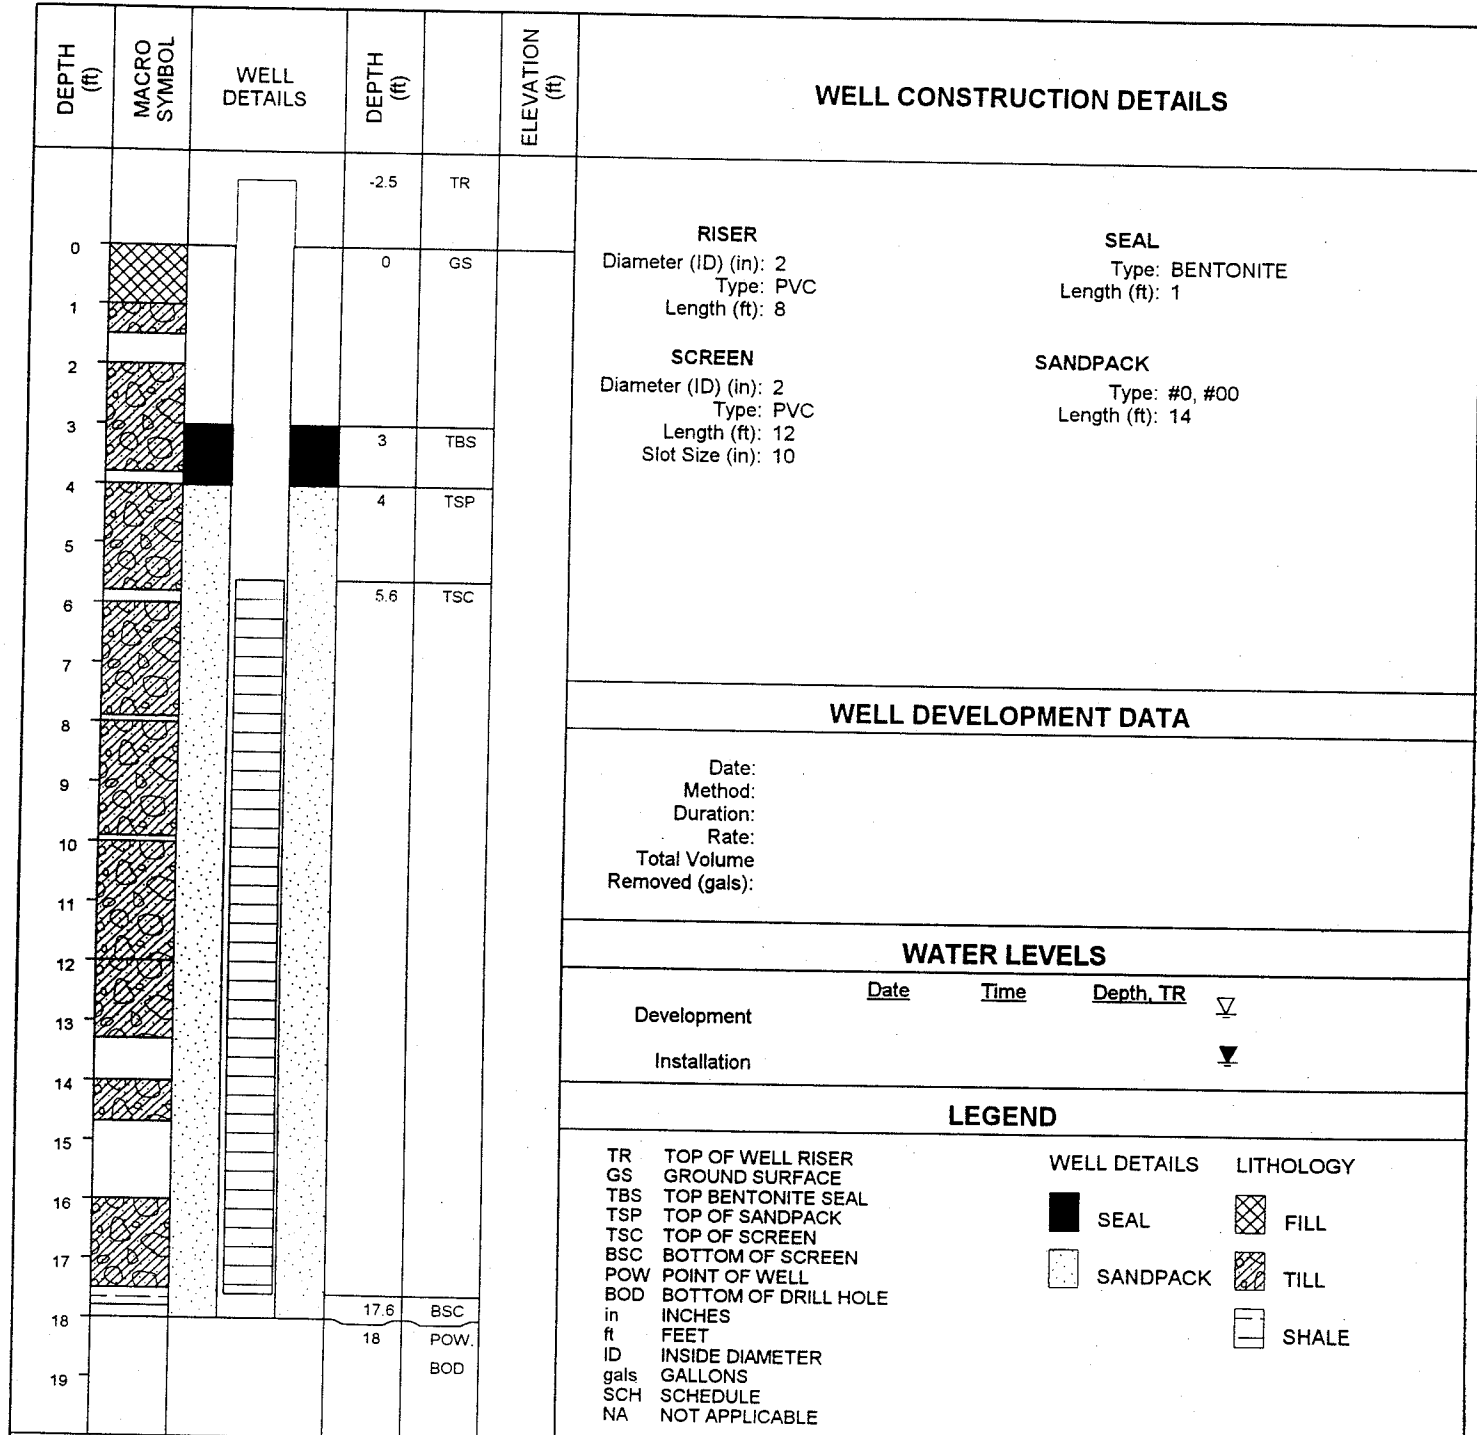 DEPTH (ft)
MACRO SYMBOL
WELL DETAILS
DEPTH (ft)
ELEVATION (ft)
WELL CONSTRUCTION DETAILS
-2.5 TR
0
0 GS
1
2
3
3 TBS
4
4 TSP
5
5.6 TSC
6
7
8
9
10
11
12
13
14
15
16
17
17.6 BSC
18
18 POW,
BOD
19
RISER
Diameter (ID) (in): 2
Type: PVC
Length (ft): 8
SEAL
Type: BENTONITE
Length (ft): 1
SCREEN
Diameter (ID) (in): 2
Type: PVC
Length (ft): 12
Slot Size (in): 10
SANDPACK
Type: #0, #00
Length (ft): 14
WELL DEVELOPMENT DATA
Date:
Method:
Duration:
Rate:
Total Volume
Removed (gals):
WATER LEVELS
Date Time Depth, TR
Development
Installation
LEGEND
TR TOP OF WELL RISER
GS GROUND SURFACE
TBS TOP BENTONITE SEAL
TSP TOP OF SANDPACK
TSC TOP OF SCREEN
BSC BOTTOM OF SCREEN
POW POINT OF WELL
BOD BOTTOM OF DRILL HOLE
in INCHES
ft FEET
ID INSIDE DIAMETER
gals GALLONS
SCH SCHEDULE
NA NOT APPLICABLE
WELL DETAILS
SEAL
SANDPACK
LITHOLOGY
FILL
TILL
SHALE